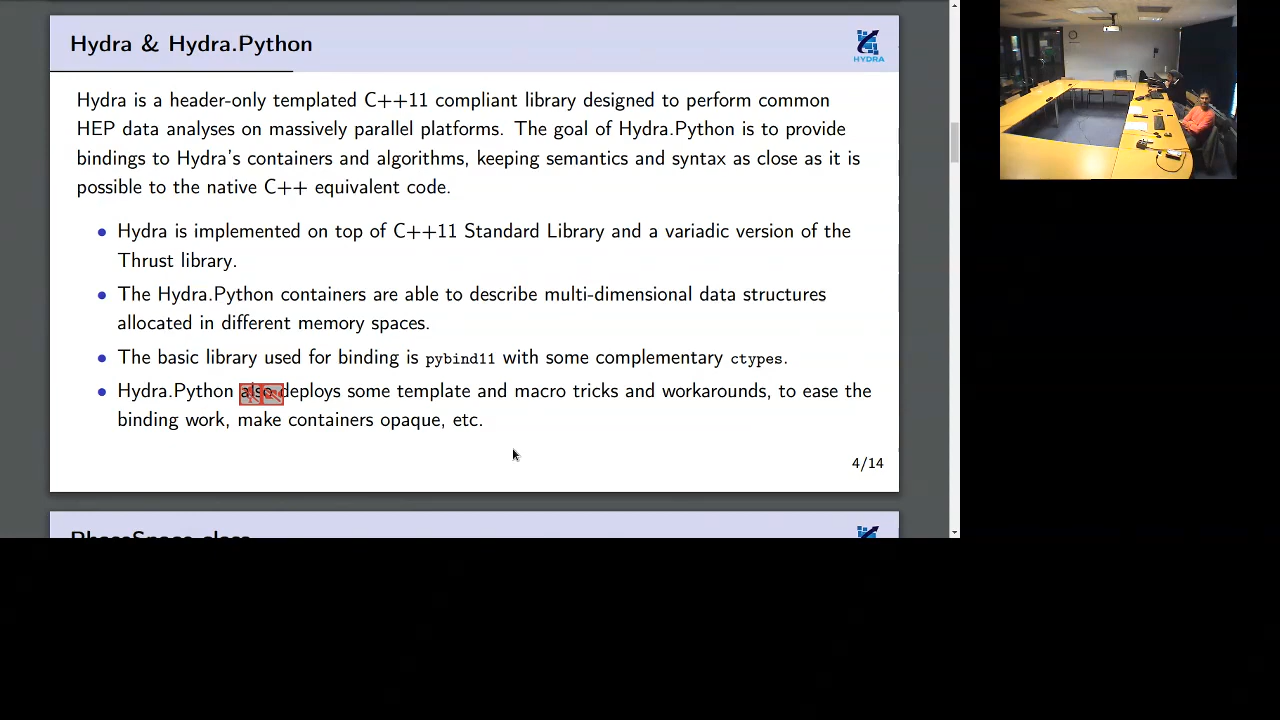 Hydra & Hydra.Python
HYDRA
Hydra is a header-only templated C++11 compliant library designed to perform common
HEP data analyses on massively parallel platforms. The goal of Hydra.Python is to provide
bindings to Hydra's containers and algorithms, keeping semantics and syntax as close as it is
possible to the native C++ equivalent code.
• Hydra is implemented on top of C++11 Standard Library and a variadic version of the
Thrust library.
• The Hydra.Python containers are able to describe multi-dimensional data structures
allocated in different memory spaces.
• The basic library used for binding is pybind11 with some complementary ctypes.
• Hydra.Python also deploys some template and macro tricks and workarounds, to ease the
binding work, make containers opaque, etc.
4/14
PhaseSpace class